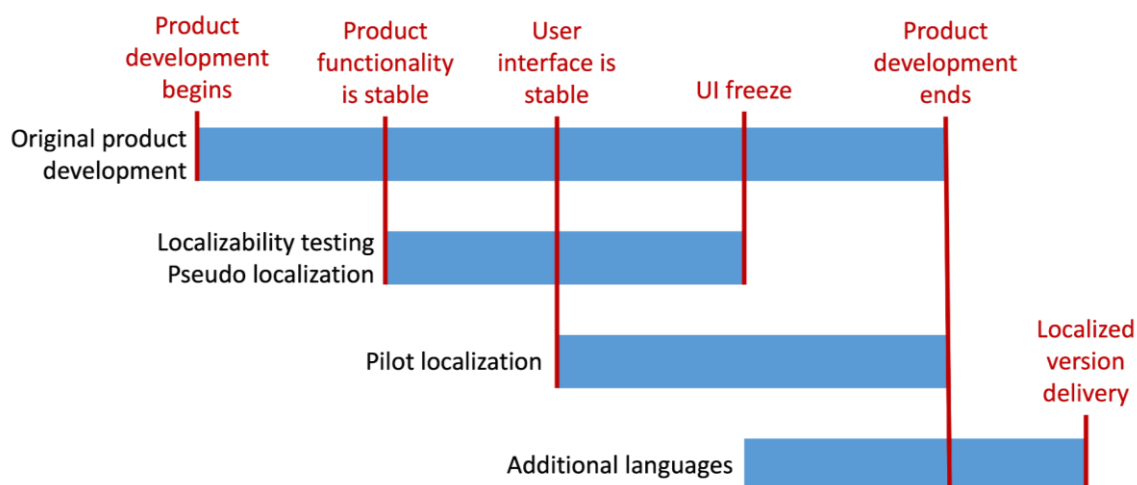 Product
development
begins
Product
functionality
is stable
User
interface is
stable
UI freeze
Product
development
ends
Original product
development
Localizability testing
Pseudo localization
Pilot localization
Localized
version
delivery
Additional languages